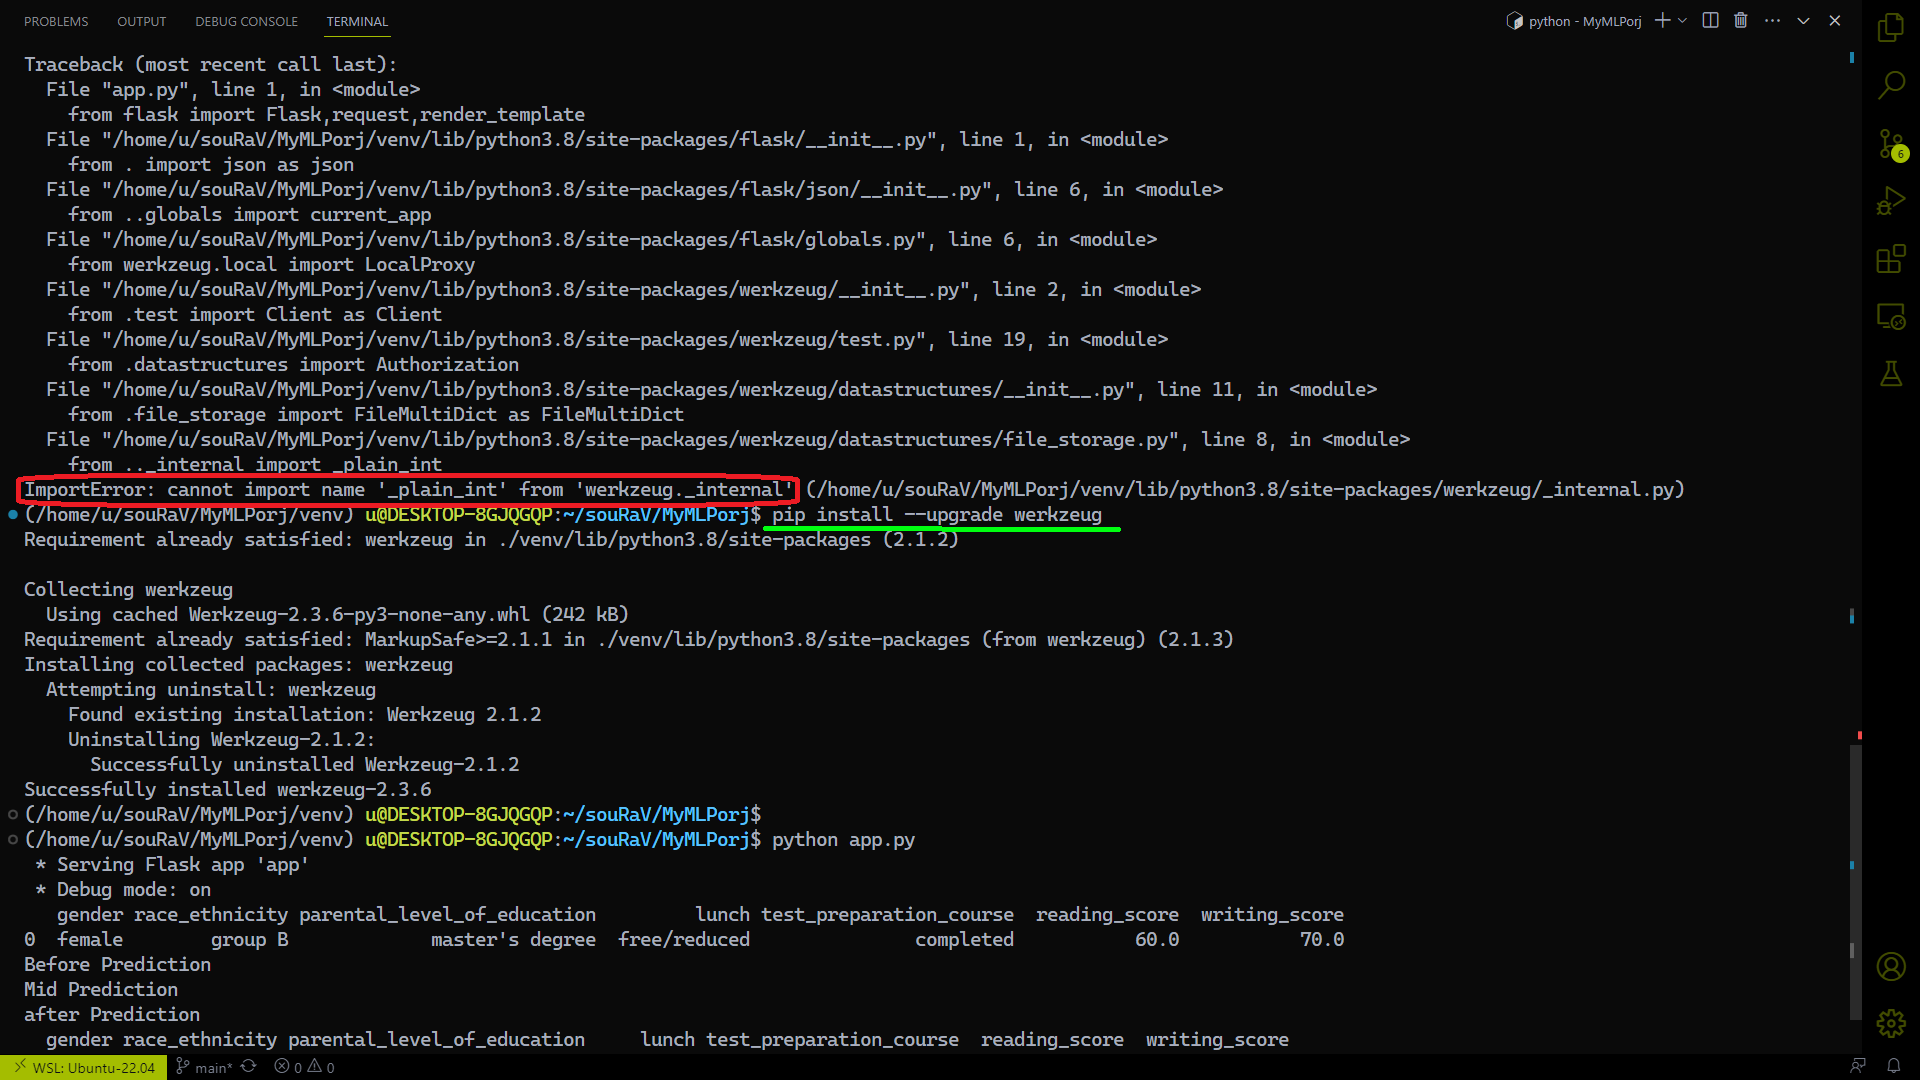 PROBLEMS OUTPUT DEBUG CONSOLE TERMINAL python - MyMLPorj
Traceback (most recent call last):
  File "app.py", line 1, in <module>
    from flask import Flask,request,render_template
  File "/home/u/souRaV/MyMLPorj/venv/lib/python3.8/site-packages/flask/__init__.py", line 1, in <module>
    from . import json as json
  File "/home/u/souRaV/MyMLPorj/venv/lib/python3.8/site-packages/flask/json/__init__.py", line 6, in <module>
    from ..globals import current_app
  File "/home/u/souRaV/MyMLPorj/venv/lib/python3.8/site-packages/flask/globals.py", line 6, in <module>
    from werkzeug.local import LocalProxy
  File "/home/u/souRaV/MyMLPorj/venv/lib/python3.8/site-packages/werkzeug/__init__.py", line 2, in <module>
    from .test import Client as Client
  File "/home/u/souRaV/MyMLPorj/venv/lib/python3.8/site-packages/werkzeug/test.py", line 19, in <module>
    from .datastructures import Authorization
  File "/home/u/souRaV/MyMLPorj/venv/lib/python3.8/site-packages/werkzeug/datastructures/__init__.py", line 11, in <module>
    from .file_storage import FileMultiDict as FileMultiDict
  File "/home/u/souRaV/MyMLPorj/venv/lib/python3.8/site-packages/werkzeug/datastructures/file_storage.py", line 8, in <module>
    from .._internal import _plain_int
ImportError: cannot import name '_plain_int' from 'werkzeug._internal' (/home/u/souRaV/MyMLPorj/venv/lib/python3.8/site-packages/werkzeug/_internal.py)
(/home/u/souRaV/MyMLPorj/venv) u@DESKTOP-8GJQGQP:~/souRaV/MyMLPorj$ pip install --upgrade werkzeug
Requirement already satisfied: werkzeug in ./venv/lib/python3.8/site-packages (2.1.2)
Collecting werkzeug
  Using cached Werkzeug-2.3.6-py3-none-any.whl (242 kB)
Requirement already satisfied: MarkupSafe>=2.1.1 in ./venv/lib/python3.8/site-packages (from werkzeug) (2.1.3)
Installing collected packages: werkzeug
  Attempting uninstall: werkzeug
    Found existing installation: Werkzeug 2.1.2
    Uninstalling Werkzeug-2.1.2:
      Successfully uninstalled Werkzeug-2.1.2
Successfully installed werkzeug-2.3.6
(/home/u/souRaV/MyMLPorj/venv) u@DESKTOP-8GJQGQP:~/souRaV/MyMLPorj$
(/home/u/souRaV/MyMLPorj/venv) u@DESKTOP-8GJQGQP:~/souRaV/MyMLPorj$ python app.py
 * Serving Flask app 'app'
 * Debug mode: on
   gender race_ethnicity parental_level_of_education         lunch test_preparation_course  reading_score  writing_score
0  female        group B             master's degree  free/reduced               completed           60.0           70.0
Before Prediction
Mid Prediction
after Prediction
  gender race_ethnicity parental_level_of_education     lunch test_preparation_course  reading_score  writing_score
6
WSL: Ubuntu-22.04 main* 0 0